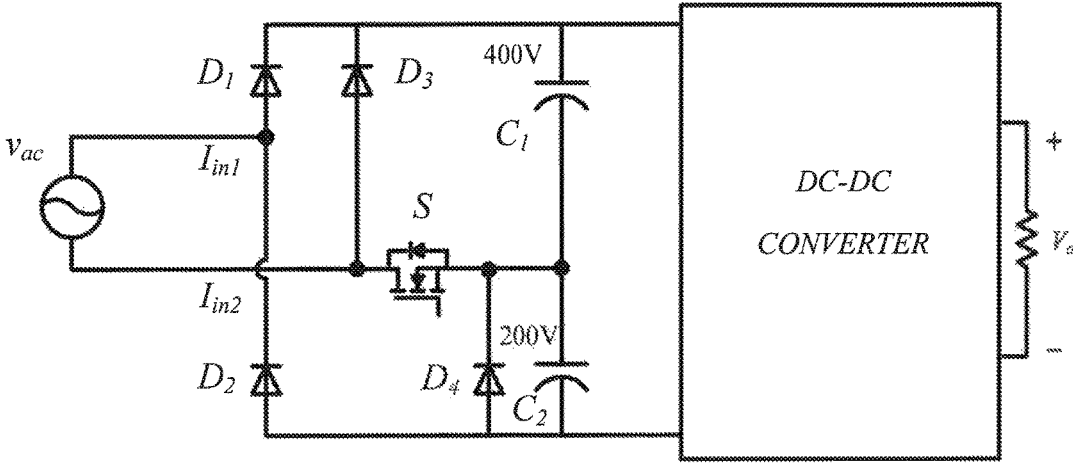 400V
D1
D3
vac
C1
Iin1
DC-DC
+
S
CONVERTER
Vo
Iin2
200V
D2
D4
C2
−